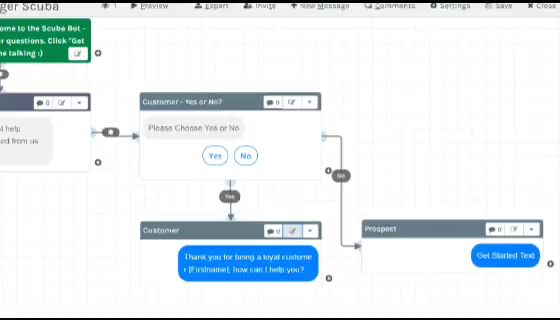 ger Scuba
1
Preview
Export
Invite
New Message
Comments
Settings
Save
Close
ome to the Scuba Bot -
r questions. Click "Get
e talking :)
0
t help
ed from us
Customer - Yes or No?
0
Please Choose Yes or No
Yes
No
No
Yes
Customer
0
Thank you for being a loyal custome
r [Firstname], how can I help you?
Prospect
0
Get Started Text